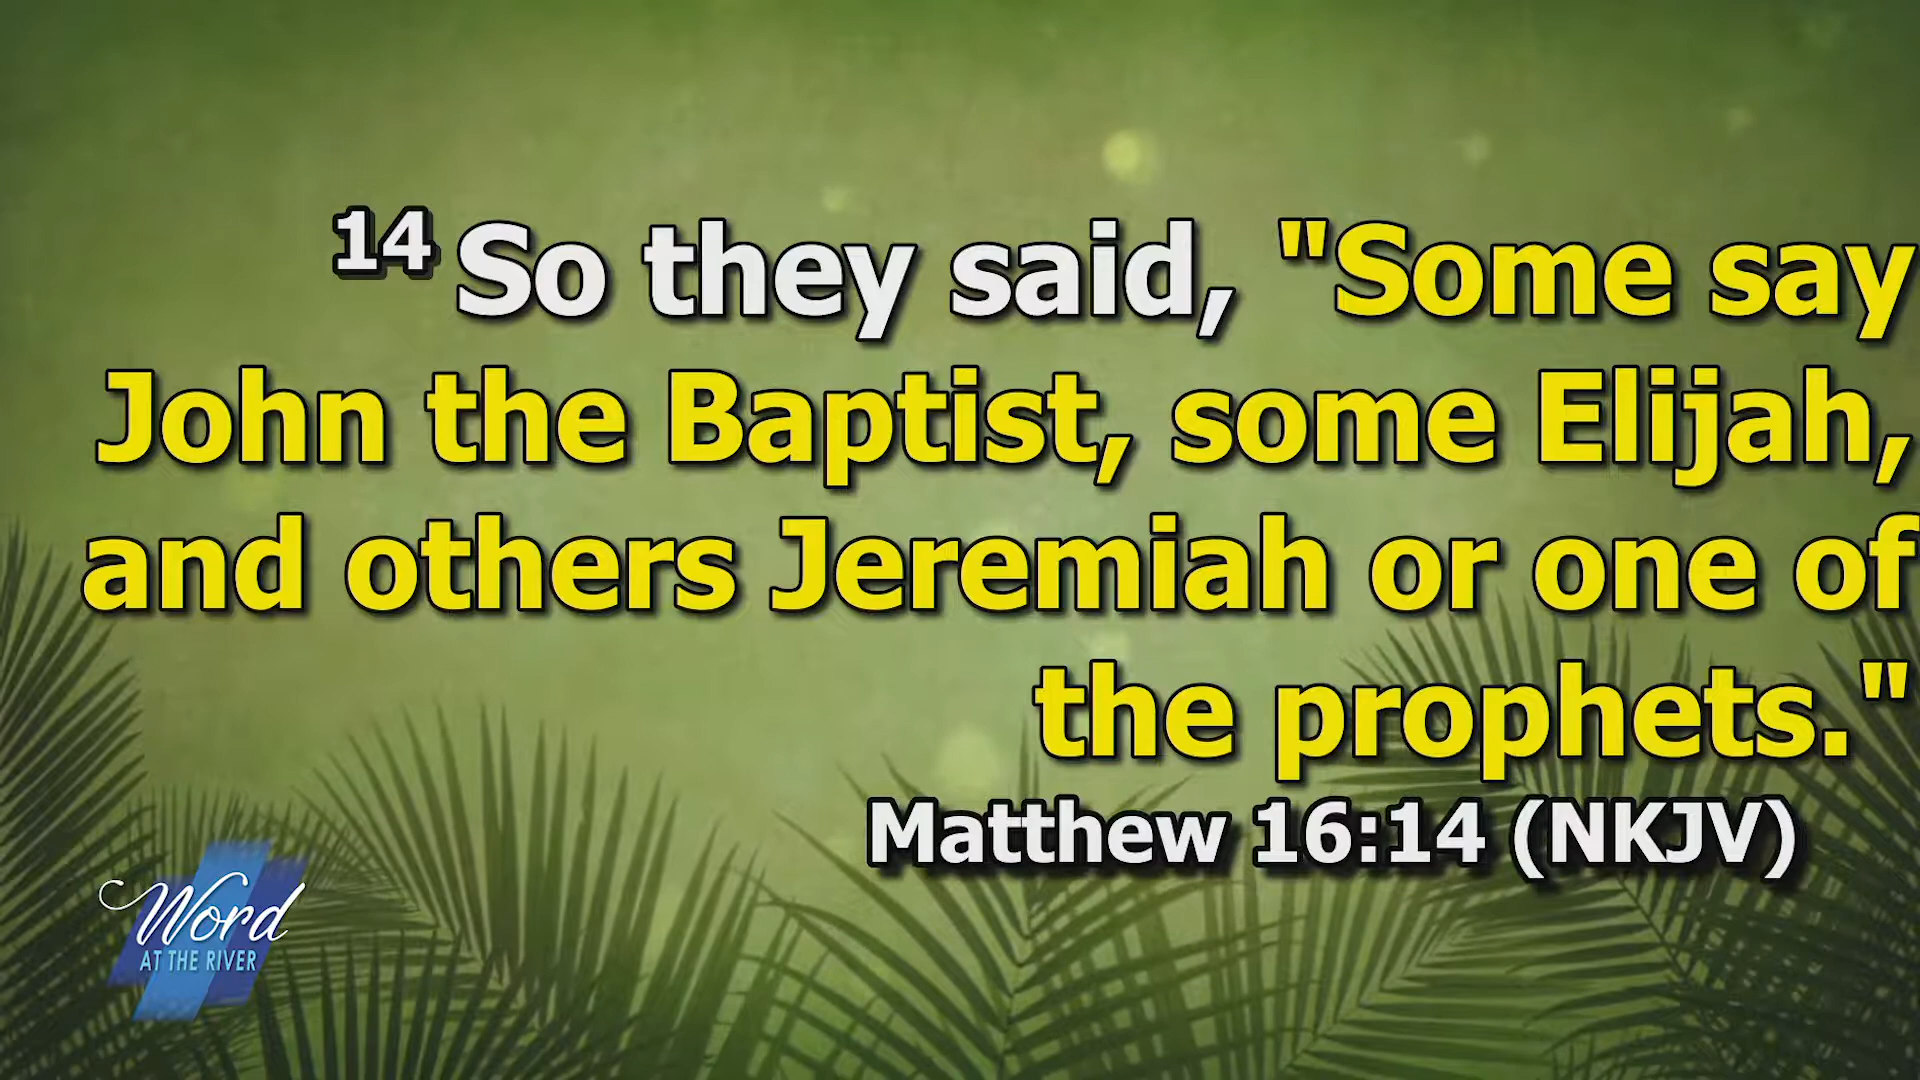 14 So they said, "Some say
John the Baptist, some Elijah,
and others Jeremiah or one of
the prophets."
Matthew 16:14 (NKJV)
Word
AT THE RIVER